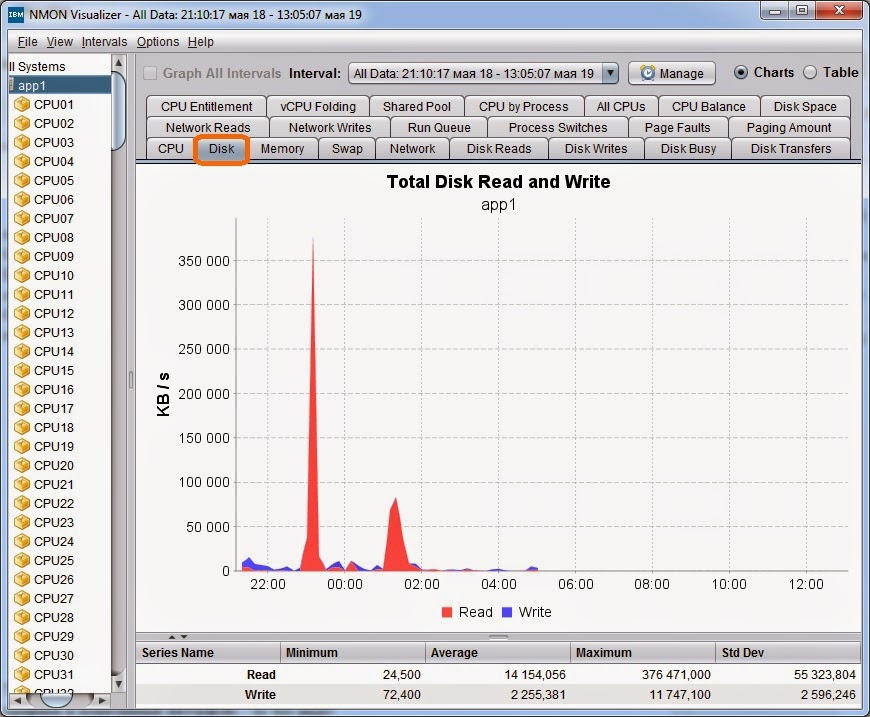 IBM NMON Visualizer - All Data: 21:10:17 мая 18 - 13:05:07 мая 19
File View Intervals Options Help
ll Systems
app1
CPU01
CPU02
CPU03
CPU04
CPU05
CPU06
CPU07
CPU08
CPU09
CPU10
CPU11
CPU12
CPU13
CPU14
CPU15
CPU16
CPU17
CPU18
CPU19
CPU20
CPU21
CPU22
CPU23
CPU24
CPU25
CPU26
CPU27
CPU28
CPU29
CPU30
CPU31
CPU32
Graph All Intervals Interval: All Data: 21:10:17 мая 18 - 13:05:07 мая 19 Manage Charts Table
CPU Entitlement vCPU Folding Shared Pool CPU by Process All CPUs CPU Balance Disk Space
Network Reads Network Writes Run Queue Process Switches Page Faults Paging Amount
CPU Disk Memory Swap Network Disk Reads Disk Writes Disk Busy Disk Transfers
Total Disk Read and Write
app1
KB / s
350 000
300 000
250 000
200 000
150 000
100 000
50 000
0
22:00 00:00 02:00 04:00 06:00 08:00 10:00 12:00
Read Write
Series Name Minimum Average Maximum Std Dev
Read 24,500 14 154,056 376 471,000 55 323,804
Write 72,400 2 255,381 11 747,100 2 596,246